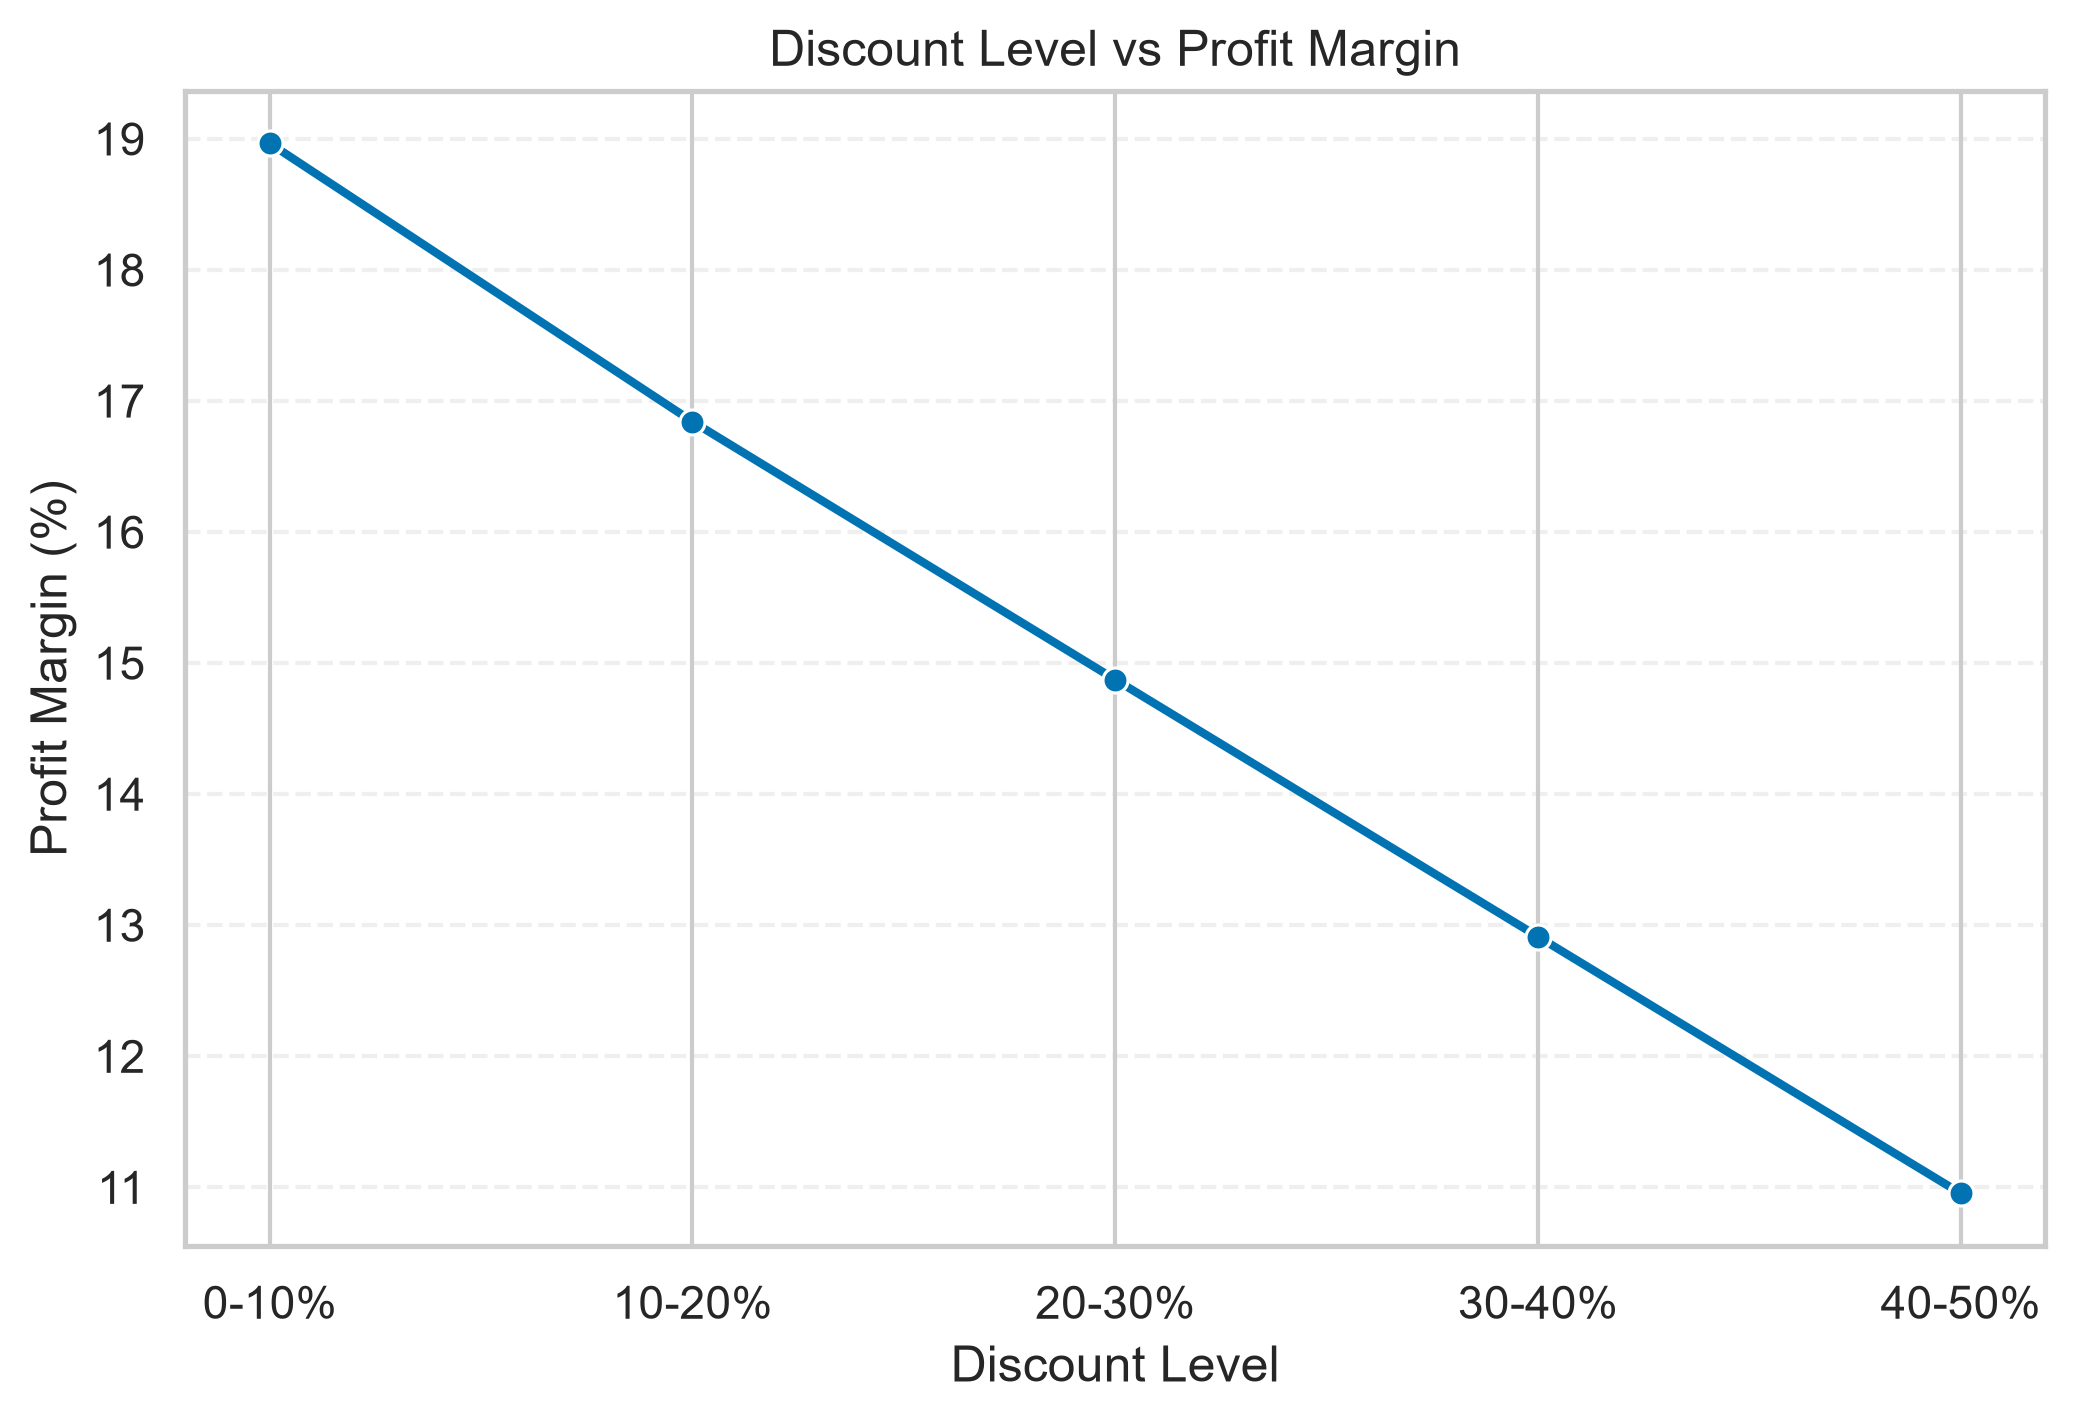 Discount Level vs Profit Margin
Profit Margin (%)
19
18
17
16
15
14
13
12
11
0-10% 10-20% 20-30% 30-40% 40-50%
Discount Level